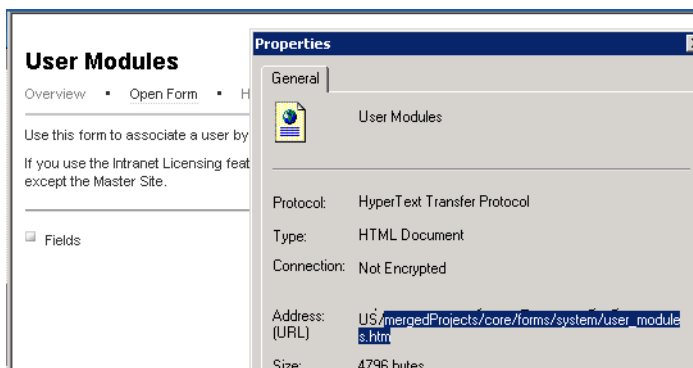 User Modules
Overview ▪ Open Form ▪ H
Use this form to associate a user by
If you use the Intranet Licensing feat
except the Master Site.
Fields
Properties
General
User Modules
Protocol: HyperText Transfer Protocol
Type: HTML Document
Connection: Not Encrypted
Address: US/mergedProjects/core/forms/system/user_module
(URL) s.htm
Size: 4796 bytes